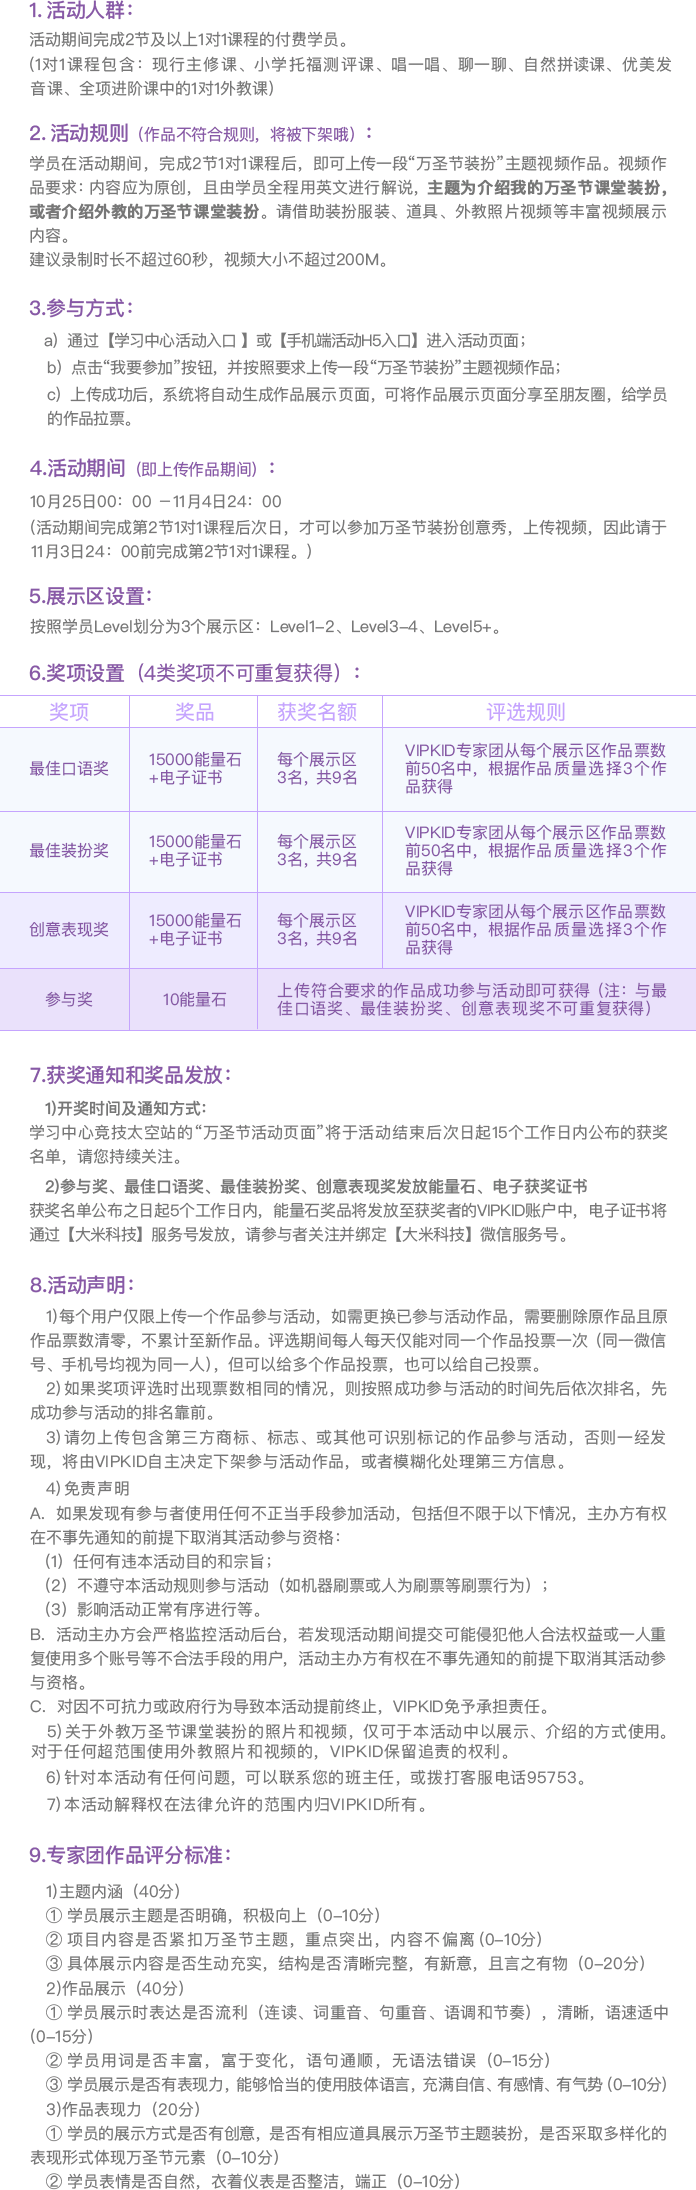 1. 活动人群：
活动期间完成2节及以上1对1课程的付费学员。
(1对1课程包含：现行主修课、小学托福测评课、唱一唱、聊一聊、自然拼读课、优美发
音课、全项进阶课中的1对1外教课）
2. 活动规则（作品不符合规则，将被下架哦）：
学员在活动期间，完成2节1对1课程后，即可上传一段“万圣节装扮”主题视频作品。视频作
品要求：内容应为原创，且由学员全程用英文进行解说，主题为介绍我的万圣节课堂装扮，
或者介绍外教的万圣节课堂装扮。请借助装扮服装、道具、外教照片视频等丰富视频展示
内容。
建议录制时长不超过60秒，视频大小不超过200M。
3.参与方式：
a）通过【学习中心活动入口 】或【手机端活动H5入口】进入活动页面；
b）点击“我要参加”按钮，并按照要求上传一段“万圣节装扮”主题视频作品；
c）上传成功后，系统将自动生成作品展示页面，可将作品展示页面分享至朋友圈，给学员
的作品拉票。
4.活动期间（即上传作品期间）：
10月25日00：00 －11月4日24：00
(活动期间完成第2节1对1课程后次日，才可以参加万圣节装扮创意秀，上传视频，因此请于
11月3日24：00前完成第2节1对1课程。)
5.展示区设置：
按照学员Level划分为3个展示区：Level1–2、Level3–4、Level5+。
6.奖项设置（4类奖项不可重复获得）：
奖项 奖品 获奖名额 评选规则
最佳口语奖 15000能量石 +电子证书 每个展示区 3名, 共9名 VIPKID专家团从每个展示区作品票数
前50名中，根据作品质量选择3个作
品获得
最佳装扮奖 15000能量石 +电子证书 每个展示区 3名, 共9名 VIPKID专家团从每个展示区作品票数
前50名中，根据作品质量选择3个作
品获得
创意表现奖 15000能量石 +电子证书 每个展示区 3名, 共9名 VIPKID专家团从每个展示区作品票数
前50名中，根据作品质量选择3个作
品获得
参与奖 10能量石 上传符合要求的作品成功参与活动即可获得（注：与最
佳口语奖、最佳装扮奖、创意表现奖不可重复获得）
7.获奖通知和奖品发放：
1)开奖时间及通知方式：
学习中心竞技太空站的“万圣节活动页面”将于活动结束后次日起15个工作日内公布的获奖
名单，请您持续关注。
2)参与奖、最佳口语奖、最佳装扮奖、创意表现奖发放能量石、电子获奖证书
获奖名单公布之日起5个工作日内，能量石奖品将发放至获奖者的VIPKID账户中，电子证书将
通过【大米科技】服务号发放，请参与者关注并绑定【大米科技】微信服务号。
8.活动声明：
1)每个用户仅限上传一个作品参与活动，如需更换已参与活动作品，需要删除原作品且原
作品票数清零，不累计至新作品。评选期间每人每天仅能对同一个作品投票一次（同一微信
号、手机号均视为同一人），但可以给多个作品投票，也可以给自己投票。
2) 如果奖项评选时出现票数相同的情况，则按照成功参与活动的时间先后依次排名，先
成功参与活动的排名靠前。
3) 请勿上传包含第三方商标、标志、或其他可识别标记的作品参与活动，否则一经发
现，将由VIPKID自主决定下架参与活动作品，或者模糊化处理第三方信息。
4) 免责声明
A. 如果发现有参与者使用任何不正当手段参加活动，包括但不限于以下情况，主办方有权
在不事先通知的前提下取消其活动参与资格：
(1）任何有违本活动目的和宗旨；
（2）不遵守本活动规则参与活动（如机器刷票或人为刷票等刷票行为）；
（3）影响活动正常有序进行等。
B. 活动主办方会严格监控活动后台，若发现活动期间提交可能侵犯他人合法权益或一人重
复使用多个账号等不合法手段的用户，活动主办方有权在不事先通知的前提下取消其活动参
与资格。
C. 对因不可抗力或政府行为导致本活动提前终止，VIPKID免予承担责任。
5) 关于外教万圣节课堂装扮的照片和视频，仅可于本活动中以展示、介绍的方式使用。
对于任何超范围使用外教照片和视频的，VIPKID保留追责的权利。
6) 针对本活动有任何问题，可以联系您的班主任，或拨打客服电话95753。
7) 本活动解释权在法律允许的范围内归VIPKID所有。
9.专家团作品评分标准：
1)主题内涵（40分）
① 学员展示主题是否明确，积极向上（0–10分）
② 项目内容是否紧扣万圣节主题，重点突出，内容不偏离 (0–10分）
③ 具体展示内容是否生动充实，结构是否清晰完整，有新意，且言之有物（0–20分）
2)作品展示（40分）
① 学员展示时表达是否流利（连读、词重音、句重音、语调和节奏），清晰，语速适中
(0–15分）
② 学员用词是否丰富，富于变化，语句通顺，无语法错误（0–15分）
③ 学员展示是否有表现力，能够恰当的使用肢体语言，充满自信、有感情、有气势 (0–10分)
3)作品表现力（20分）
① 学员的展示方式是否有创意，是否有相应道具展示万圣节主题装扮，是否采取多样化的
表现形式体现万圣节元素（0–10分）
② 学员表情是否自然，衣着仪表是否整洁，端正（0–10分）